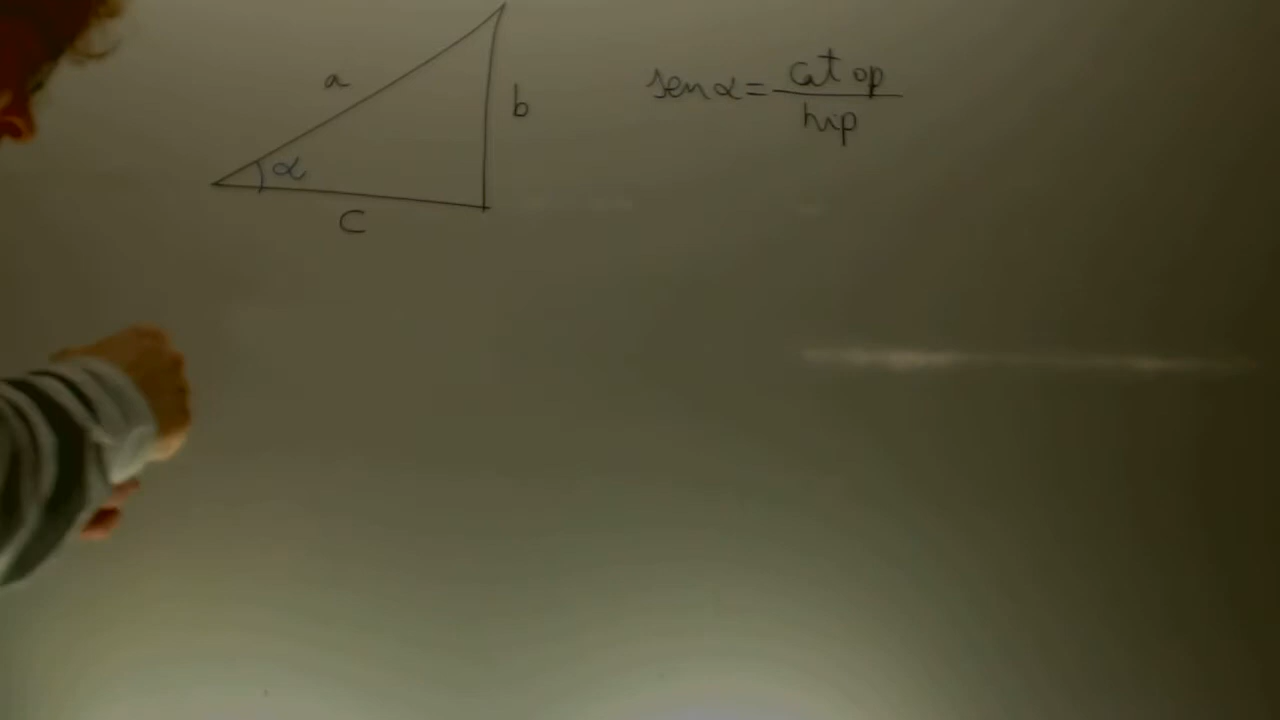 a
b
α
c
sen α = cat op / hip